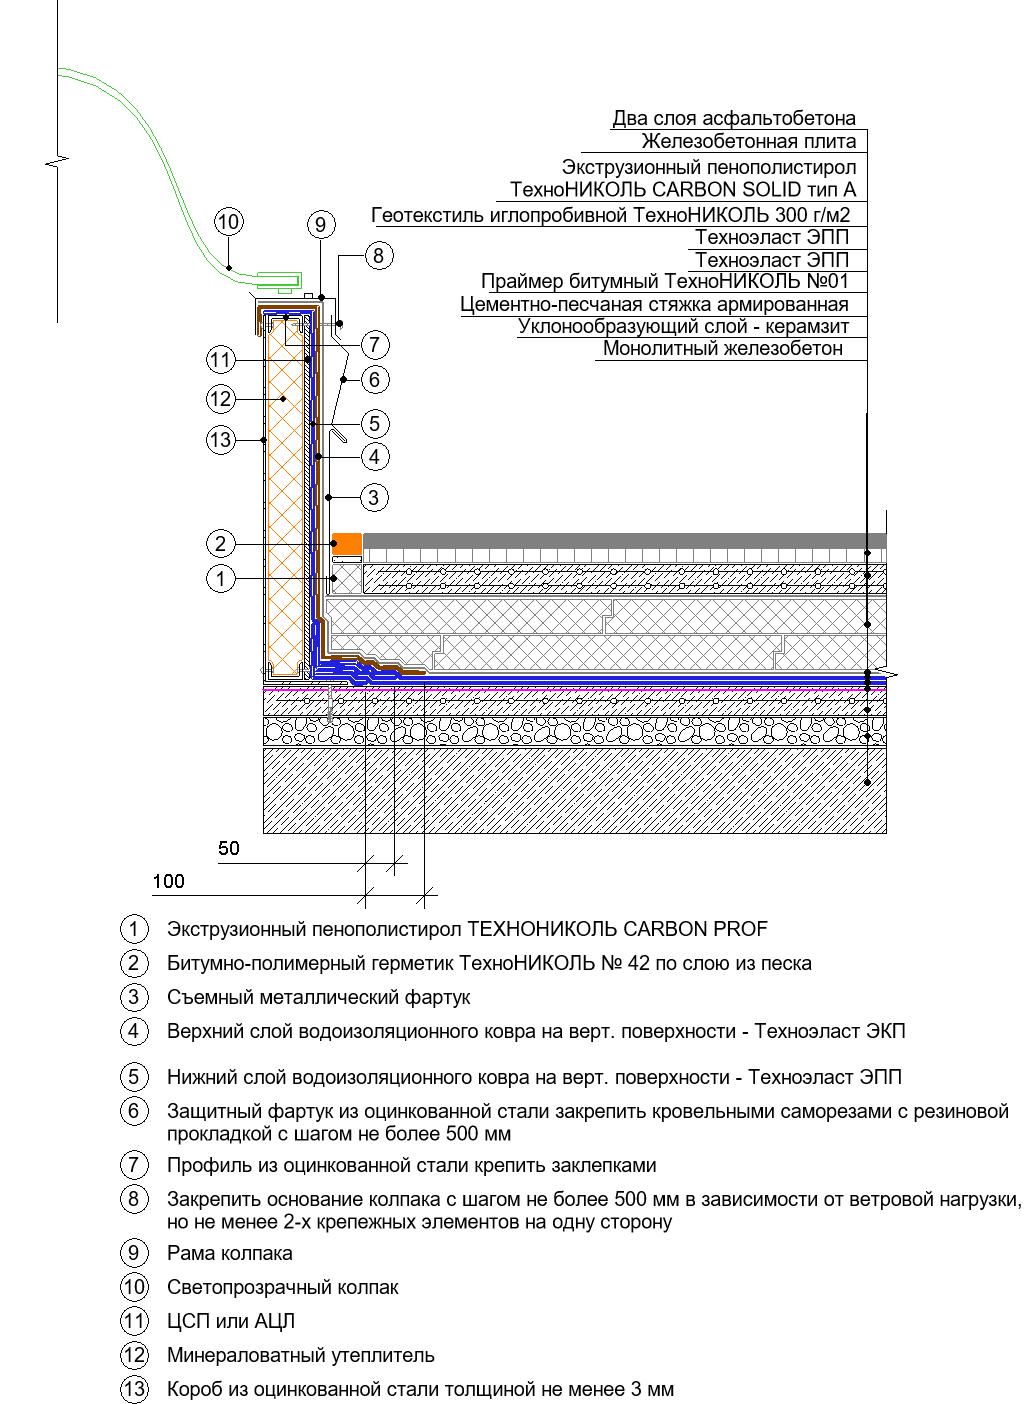 Два слоя асфальтобетона
Железобетонная плита
Экструзионный пенополистирол
ТехноНИКОЛЬ CARBON SOLID тип А
Геотекстиль иглопробивной ТехноНИКОЛЬ 300 г/м2
Техноэласт ЭПП
Техноэласт ЭПП
Праймер битумный ТехноНИКОЛЬ №01
Цементно-песчаная стяжка армированная
Уклонообразующий слой - керамзит
Монолитный железобетон
10
9
8
7
11
6
12
5
13
4
3
2
1
50
100
1 Экструзионный пенополистирол ТЕХНОНИКОЛЬ CARBON PROF
2 Битумно-полимерный герметик ТехноНИКОЛЬ № 42 по слою из песка
3 Съемный металлический фартук
4 Верхний слой водоизоляционного ковра на верт. поверхности - Техноэласт ЭКП
5 Нижний слой водоизоляционного ковра на верт. поверхности - Техноэласт ЭПП
6 Защитный фартук из оцинкованной стали закрепить кровельными саморезами с резиновой
прокладкой с шагом не более 500 мм
7 Профиль из оцинкованной стали крепить заклепками
8 Закрепить основание колпака с шагом не более 500 мм в зависимости от ветровой нагрузки,
но не менее 2-х крепежных элементов на одну сторону
9 Рама колпака
10 Светопрозрачный колпак
11 ЦСП или АЦЛ
12 Минераловатный утеплитель
13 Короб из оцинкованной стали толщиной не менее 3 мм